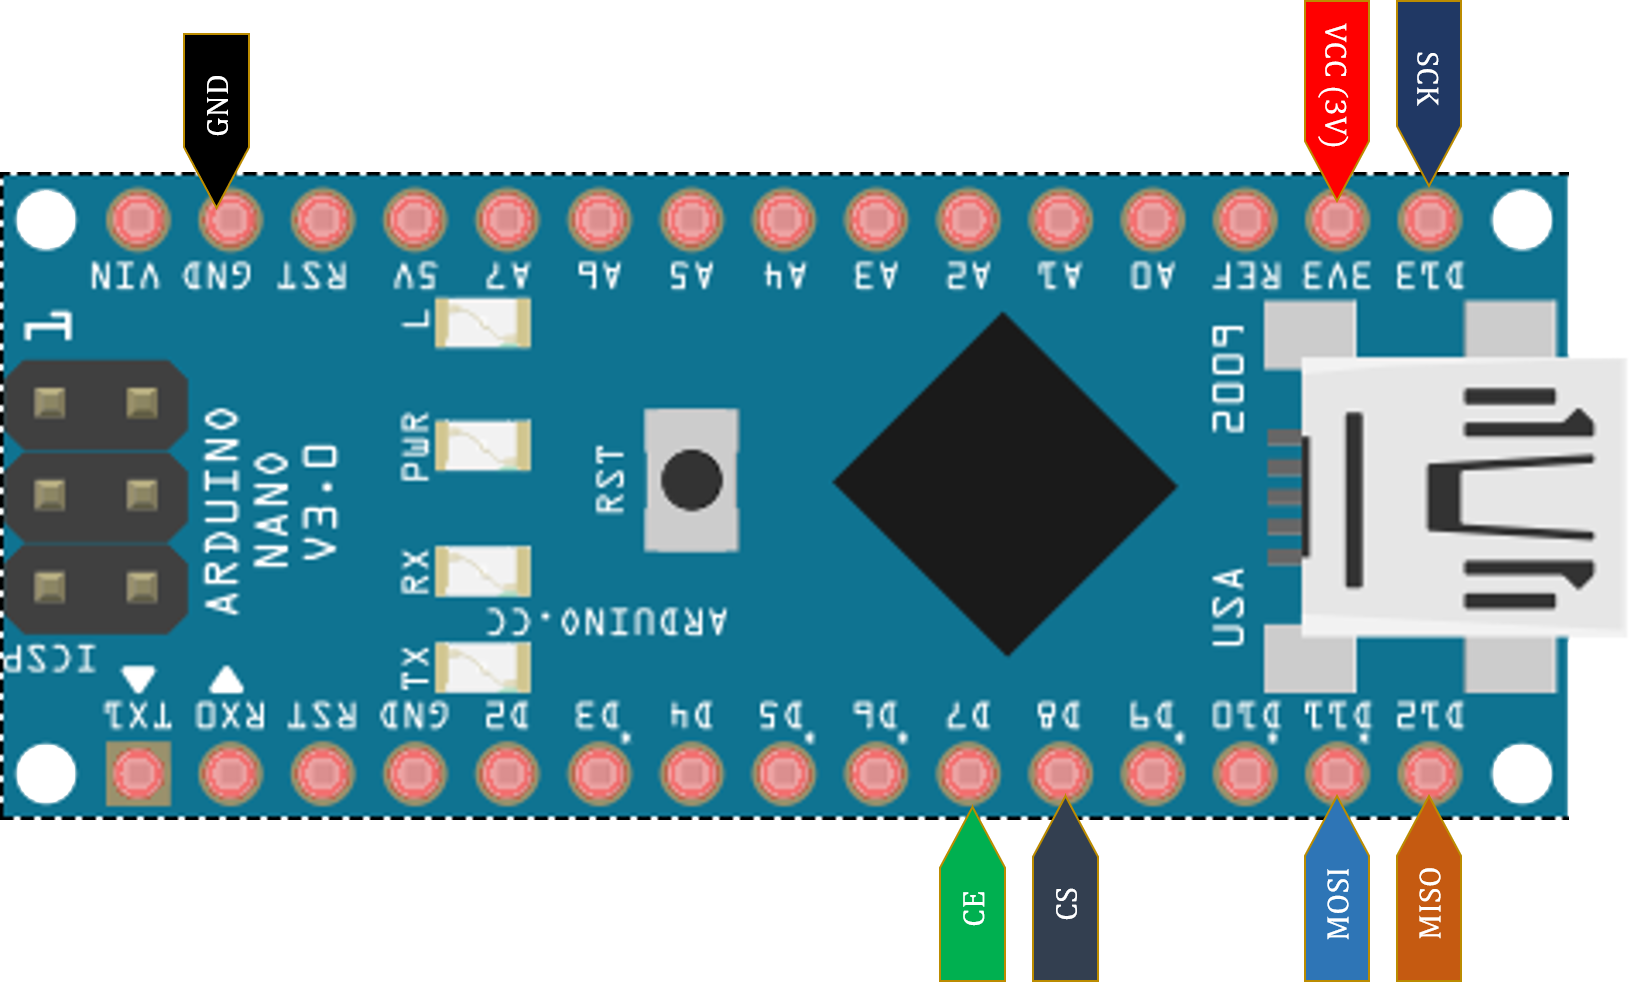 GND
VCC (3V)
SCK
VIN GND RST 5V A7 A6 A5 A4 A3 A2 A1 A0 REF 3V3 D13
1
L
PWR
RX
TX
ARDUINO
NANO
V3.0
RST
2009
USA
ARDUINO.CC
ICSP
TX1 RX0 RST GND D2 D3 D4 D5 D6 D7 D8 D9 D10 D11 D12
CE
CS
MOSI
MISO